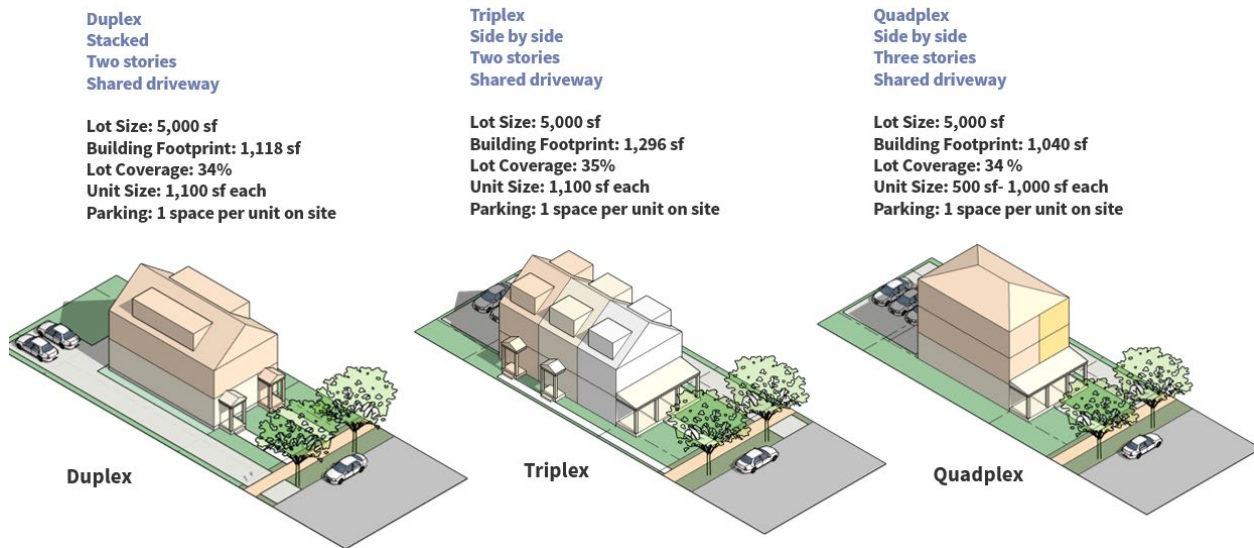 Duplex
Stacked
Two stories
Shared driveway
Lot Size: 5,000 sf
Building Footprint: 1,118 sf
Lot Coverage: 34%
Unit Size: 1,100 sf each
Parking: 1 space per unit on site
Duplex
Triplex
Side by side
Two stories
Shared driveway
Lot Size: 5,000 sf
Building Footprint: 1,296 sf
Lot Coverage: 35%
Unit Size: 1,100 sf each
Parking: 1 space per unit on site
Triplex
Quadplex
Side by side
Three stories
Shared driveway
Lot Size: 5,000 sf
Building Footprint: 1,040 sf
Lot Coverage: 34 %
Unit Size: 500 sf- 1,000 sf each
Parking: 1 space per unit on site
Quadplex